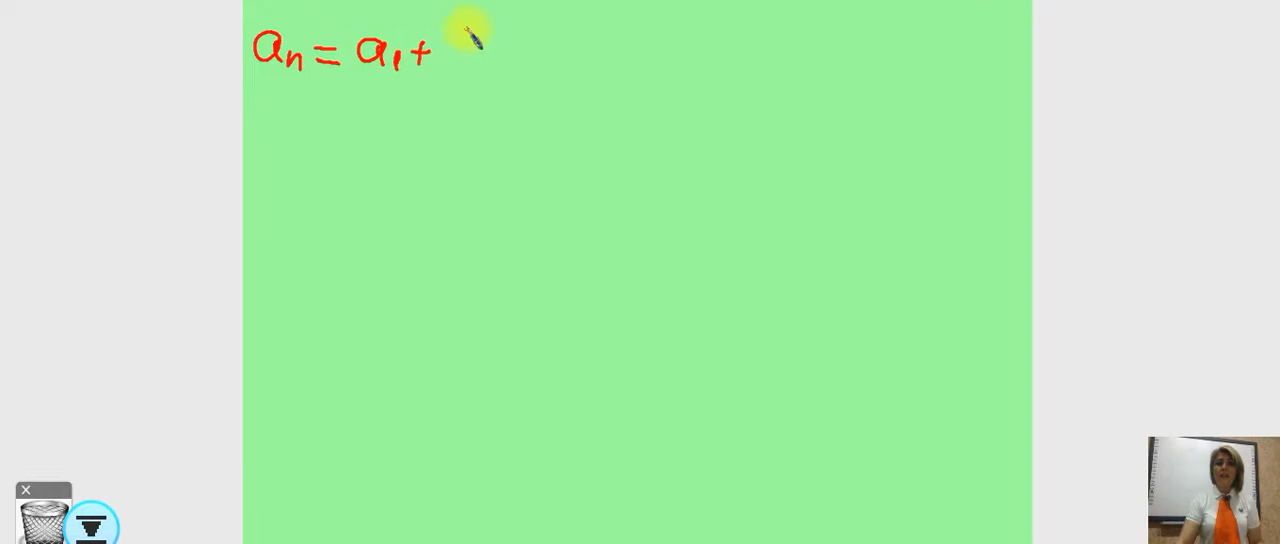 aₙ = a₁ +